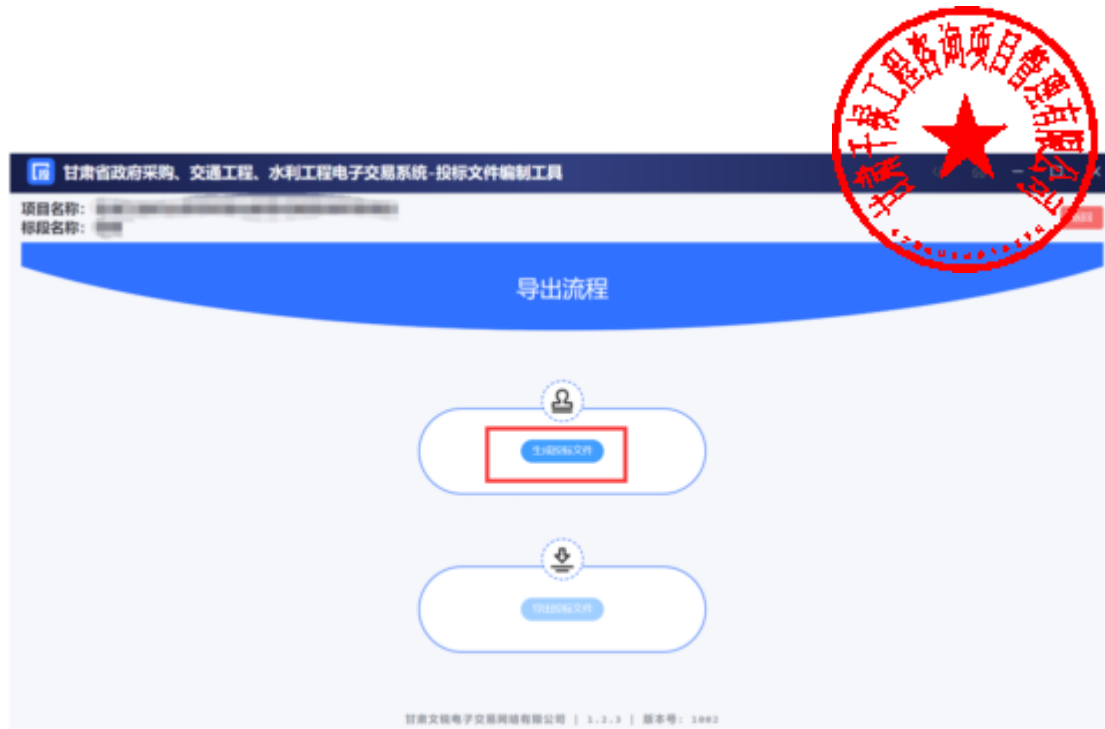 甘肃省政府采购、交通工程、水利工程电子交易系统-投标文件编制工具
项目名称：
标段名称：
导出流程
生成投标文件
导出投标文件
甘肃文锐电子交易网络有限公司 | 1.2.3 | 版本号: 1002